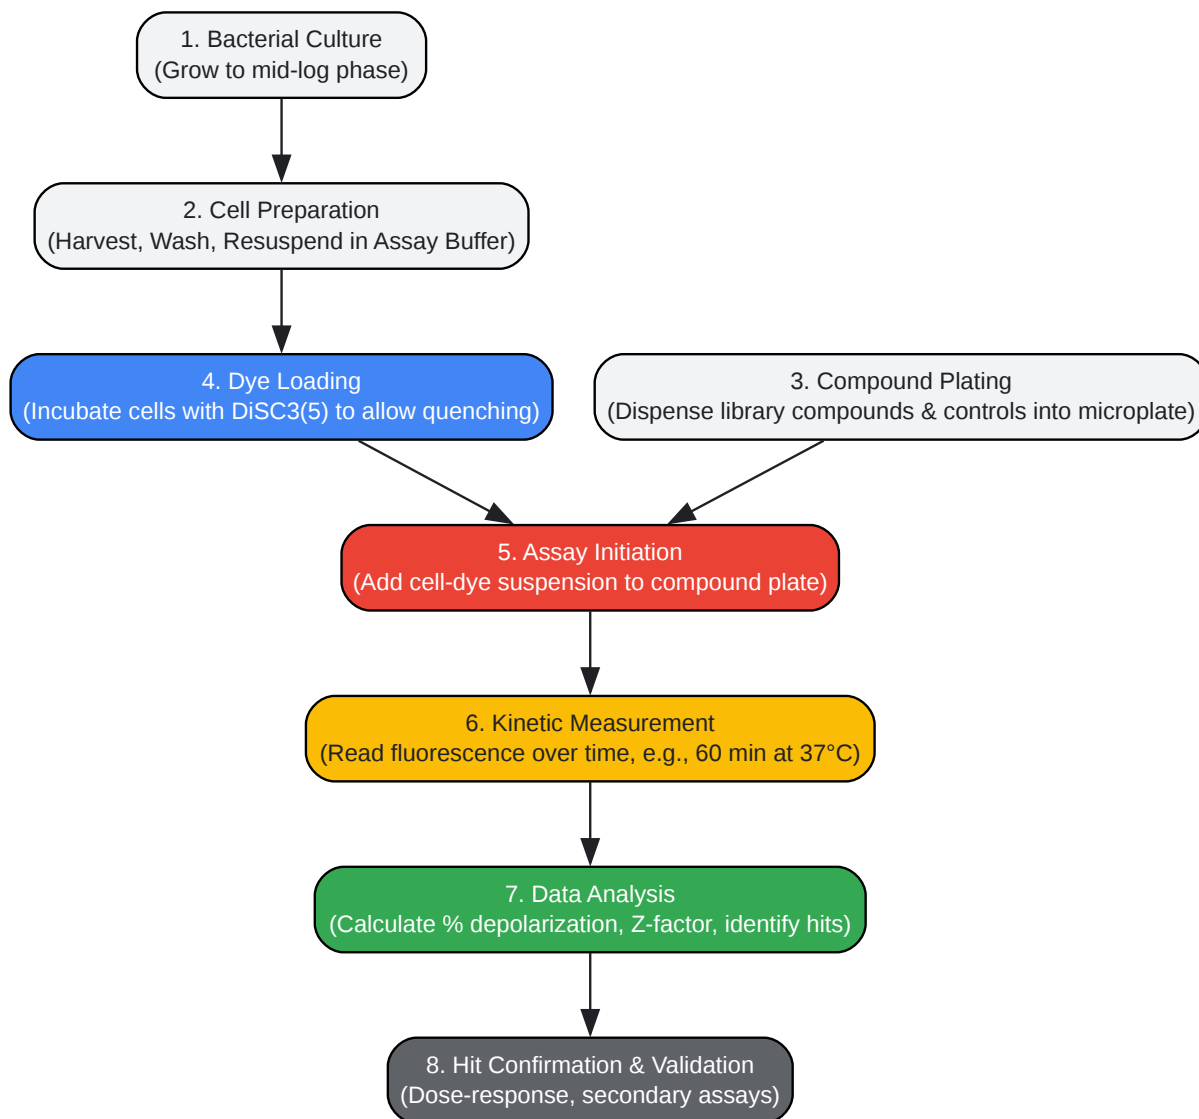 1. Bacterial Culture
(Grow to mid-log phase)
2. Cell Preparation
(Harvest, Wash, Resuspend in Assay Buffer)
4. Dye Loading
(Incubate cells with DiSC3(5) to allow quenching)
3. Compound Plating
(Dispense library compounds & controls into microplate)
5. Assay Initiation
(Add cell-dye suspension to compound plate)
6. Kinetic Measurement
(Read fluorescence over time, e.g., 60 min at 37°C)
7. Data Analysis
(Calculate % depolarization, Z-factor, identify hits)
8. Hit Confirmation & Validation
(Dose-response, secondary assays)